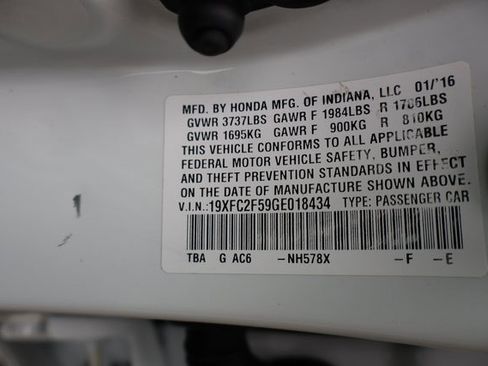 MFD. BY HONDA MFG. OF INDIANA, LLC 01/'16
GVWR 3737LBS GAWR F 1984LBS R 1786LBS
GVWR 1695KG GAWR F 900KG R 810KG
THIS VEHICLE CONFORMS TO ALL APPLICABLE
FEDERAL MOTOR VEHICLE SAFETY, BUMPER,
AND THEFT PREVENTION STANDARDS IN EFFECT
ON THE DATE OF MANUFACTURE SHOWN ABOVE.
V.I.N.:19XFC2F59GE018434 TYPE: PASSENGER CAR
TBA G AC6 -NH578X -F -E